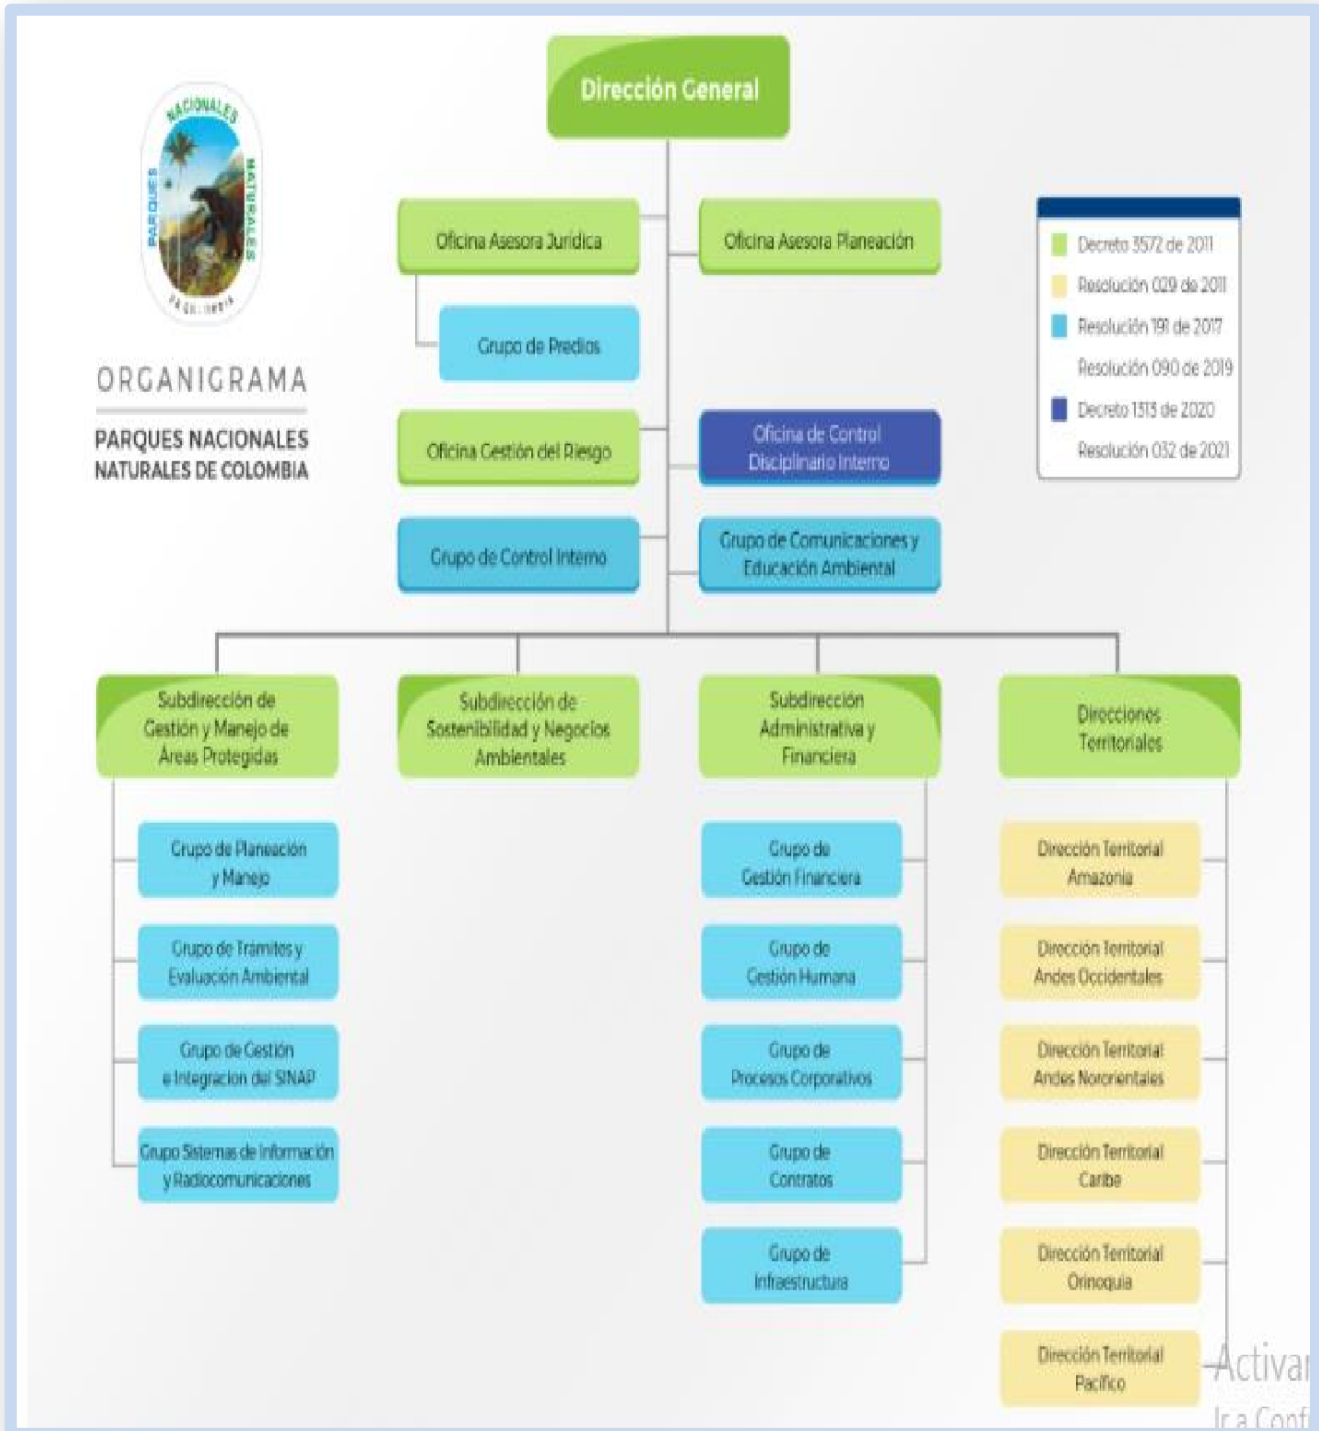 Dirección General
NACIONALES
PARQUES
NATURALES
ORGANIGRAMA
PARQUES NACIONALES
NATURALES DE COLOMBIA
Oficina Asesora Jurídica
Oficina Asesora Planeación
Grupo de Predios
Oficina Gestión del Riesgo
Oficina de Control
Disciplinario Interno
Grupo de Control Interno
Grupo de Comunicaciones y
Educación Ambiental
Decreto 3572 de 2011
Resolución 029 de 2011
Resolución 191 de 2017
Resolución 090 de 2019
Decreto 1313 de 2020
Resolución 032 de 2021
Subdirección de
Gestión y Manejo de
Áreas Protegidas
Grupo de Planeación
y Manejo
Grupo de Trámites y
Evaluación Ambiental
Grupo de Gestión
e Integracion del SINAP
Grupo Sistemas de Información
y Radiocomunicaciones
Subdirección de
Sostenibilidad y Negocios
Ambientales
Subdirección
Administrativa y
Financiera
Grupo de
Gestión Financiera
Grupo de
Gestión Humana
Grupo de
Procesos Corporativos
Grupo de
Contratos
Grupo de
Infraestructura
Direcciones
Territoriales
Dirección Territorial
Amazonia
Dirección Territorial
Andes Occidentales
Dirección Territorial
Andes Nororientales
Dirección Territorial
Caribe
Dirección Territorial
Orinoquia
Dirección Territorial
Pacífico
Activar
Ir a Conf